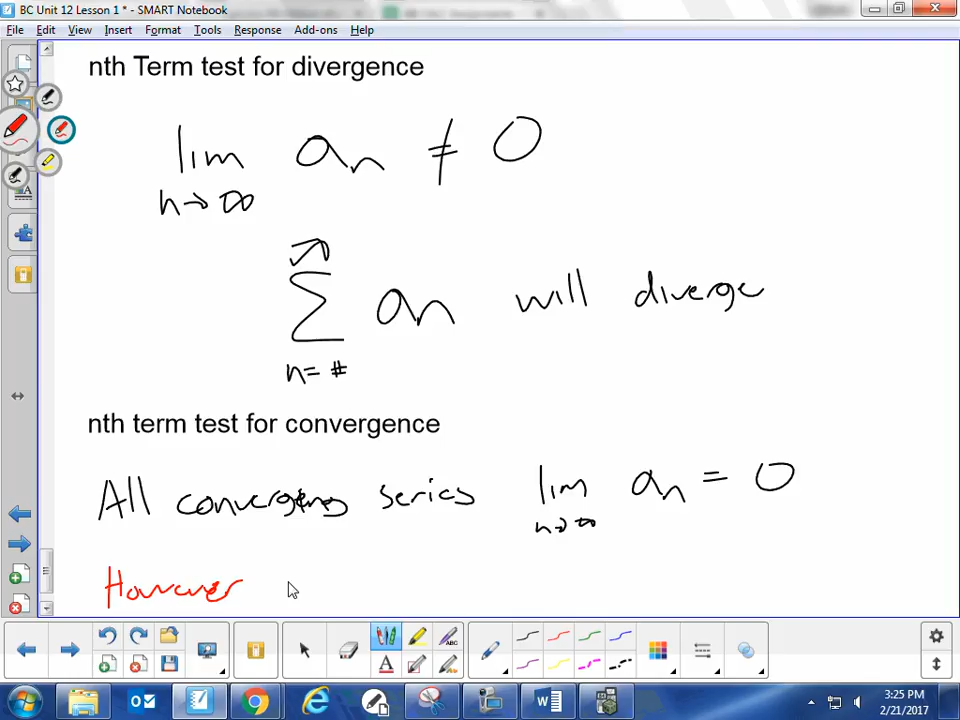 BC Unit 12 Lesson 1 * - SMART Notebook
File Edit View Insert Format Tools Response Add-ons Help
nth Term test for divergence
lim aₙ ≠ 0
n→∞
∞
∑ aₙ will diverge
n=#
nth term test for convergence
All converging series lim aₙ = 0
n→∞
However
ABC
A
3:25 PM
2/21/2017